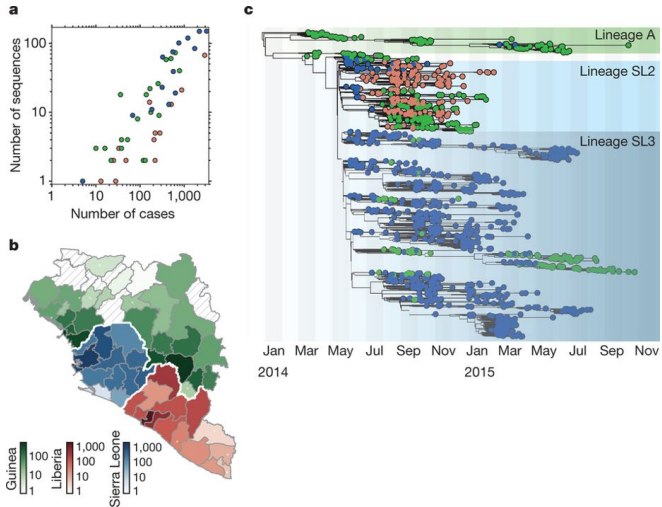 a
Number of sequences
100
10
1
1
10
100
1,000
Number of cases
b
Guinea
100
10
1
Liberia
1,000
100
10
1
Sierra Leone
1,000
100
10
1
c
Lineage A
Lineage SL2
Lineage SL3
Jan Mar May Jul Sep Nov Jan Mar May Jul Sep Nov
2014 2015